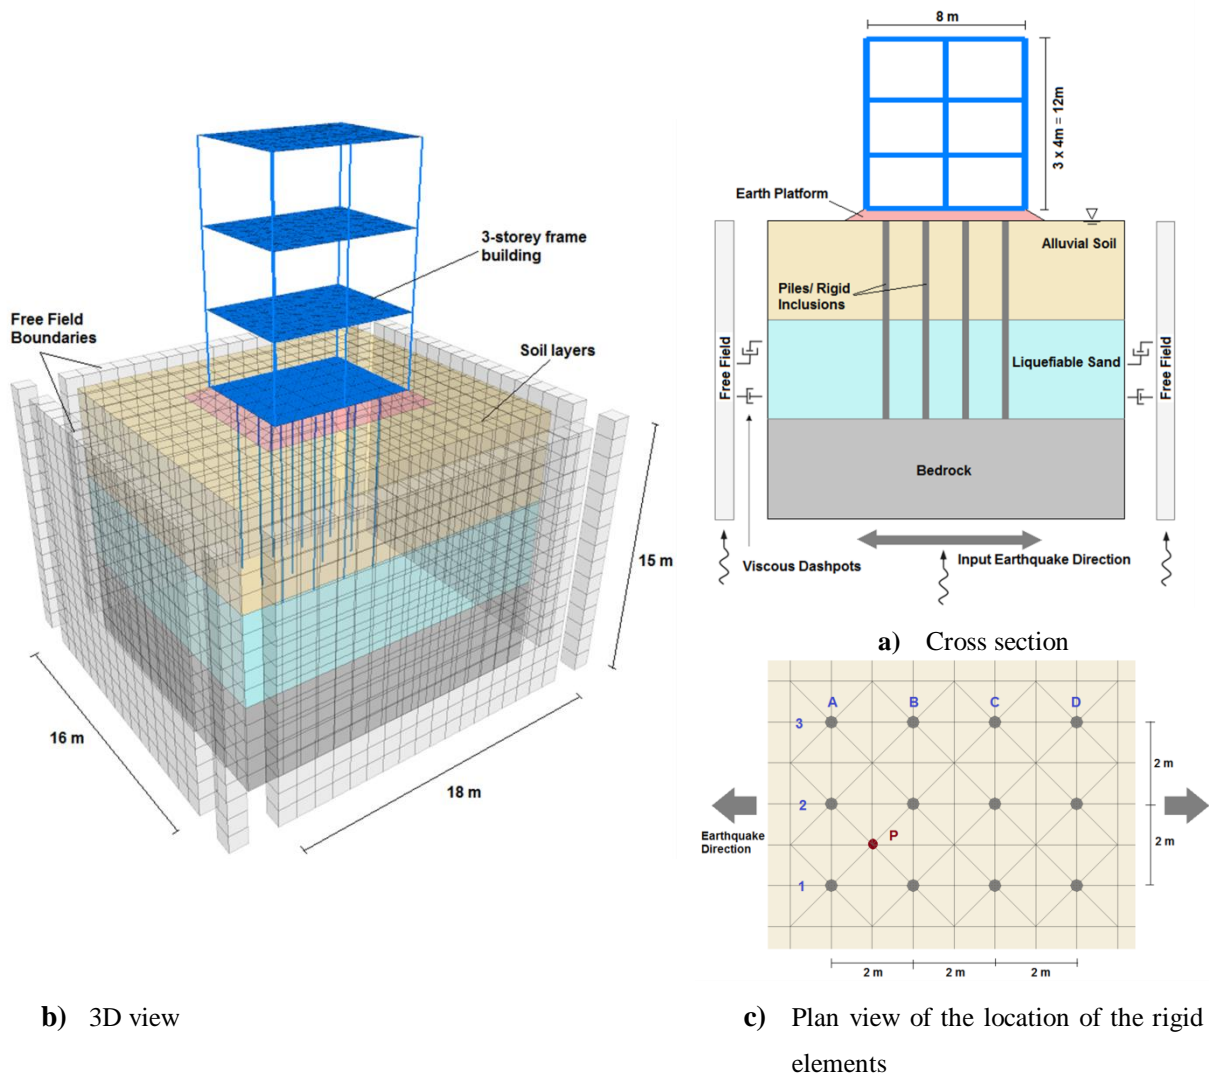 3-storey frame
building
Free Field
Boundaries
Soil layers
15 m
16 m
18 m
b) 3D view
8 m
3 x 4m = 12m
Earth Platform
Alluvial Soil
Piles/ Rigid
Inclusions
Free Field
Liquefiable Sand
Free Field
Bedrock
Viscous Dashpots
Input Earthquake Direction
a) Cross section
A B C D
3
2 m
2
Earthquake
Direction
P
2 m
1
2 m 2 m 2 m
c) Plan view of the location of the rigid
elements